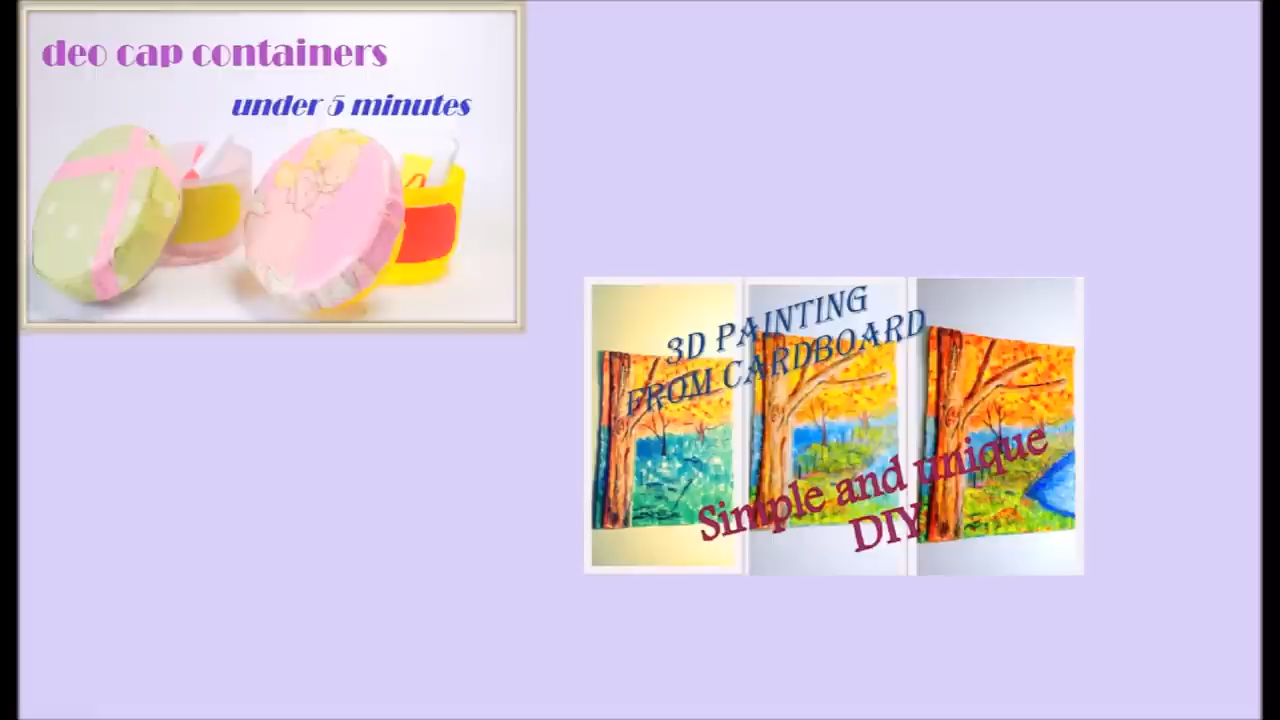 deo cap containers
under 5 minutes
3D PAINTING
FROM CARDBOARD
Simple and unique
DIY